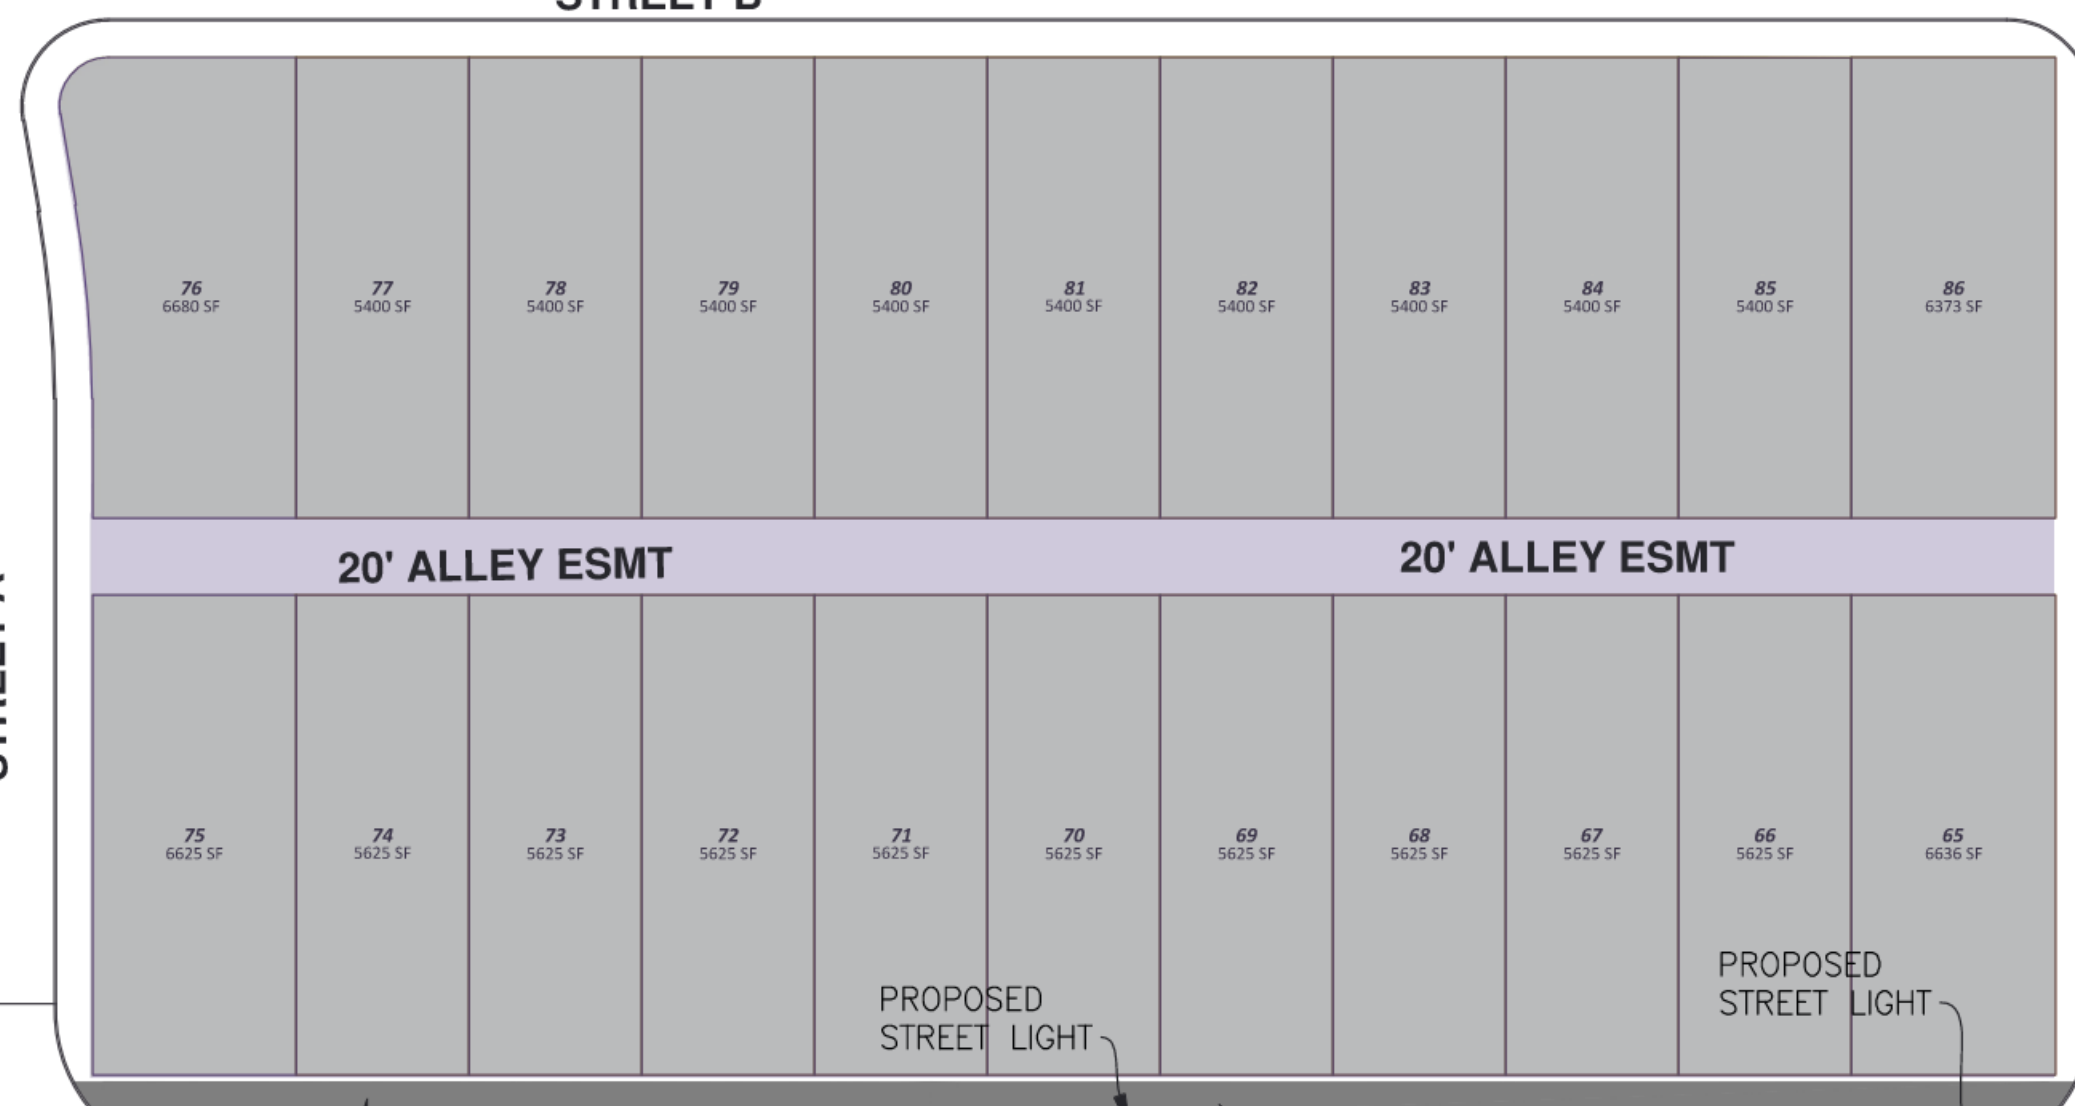 STREET B
76
6680 SF
77
5400 SF
78
5400 SF
79
5400 SF
80
5400 SF
81
5400 SF
82
5400 SF
83
5400 SF
84
5400 SF
85
5400 SF
86
6373 SF
20' ALLEY ESMT
20' ALLEY ESMT
STREET A
75
6625 SF
74
5625 SF
73
5625 SF
72
5625 SF
71
5625 SF
70
5625 SF
69
5625 SF
68
5625 SF
67
5625 SF
66
5625 SF
65
6636 SF
PROPOSED
STREET LIGHT
PROPOSED
STREET LIGHT